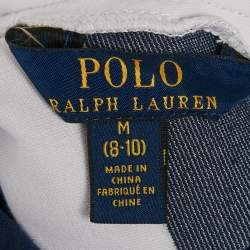 POLO
RALPH LAUREN
M
(8-10)
MADE IN
CHINA
FABRIQUÉ EN
CHINE